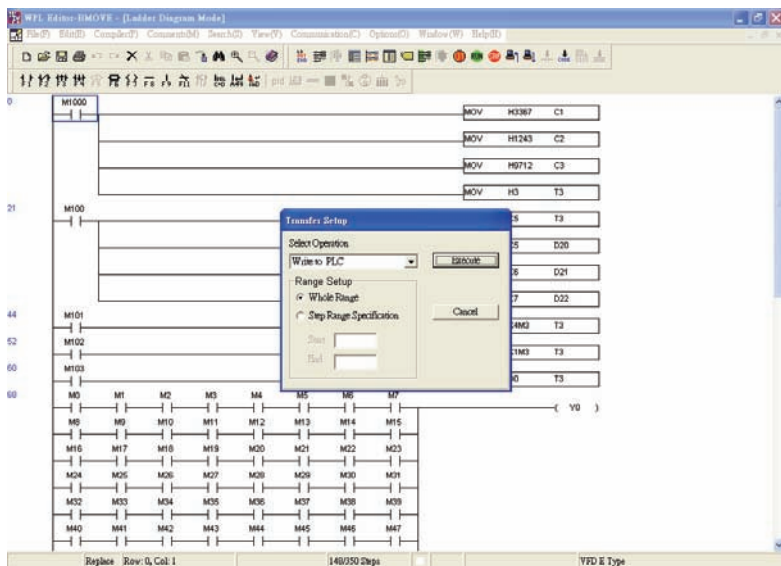 WPL Editor-HMOVE - [Ladder Diagram Mode]
File(F) Edit(E) Compiler(P) Comments(M) Search(S) View(V) Communication(C) Options(O) Window(W) Help(H)
0
M1000
MOV H3367 C1
MOV H1243 C2
MOV H9712 C3
MOV H3 T3
21
M100
T3
D20
D21
D22
44
M101
T3
52
M102
T3
60
M103
T3
Transfer Setup
Select Operation
Write to PLC
Execute
Range Setup
Whole Range
Step Range Specification
Cancel
Start
End
68
M0 M1 M2 M3 M4 M5 M6 M7
Y0
M8 M9 M10 M11 M12 M13 M14 M15
M16 M17 M18 M19 M20 M21 M22 M23
M24 M25 M26 M27 M28 M29 M30 M31
M32 M33 M34 M35 M36 M37 M38 M39
M40 M41 M42 M43 M44 M45 M46 M47
Replace Row: 0, Col: 1 148/350 Steps VFD E Type